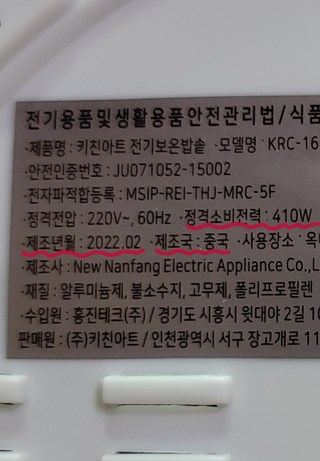 전기용품및생활용품안전관리법/식품
·제품명 : 키친아트 전기보온밥솥 ·모델명 : KRC-16
·안전인증번호 : JU071052-15002
·전자파적합등록 : MSIP-REI-THJ-MRC-5F
·정격전압 : 220V~, 60Hz ·정격소비전력 : 410W
·제조년월 : 2022.02 ·제조국 : 중국 ·사용장소 : 옥
·제조사 : New Nanfang Electric Appliance Co.,L
·재질 : 알루미늄제, 불소수지, 고무제, 폴리프로필렌
·수입원 : 홍진테크(주) / 경기도 시흥시 윗대야 2길 10
판매원 : (주)키친아트 / 인천광역시 서구 장고개로 11